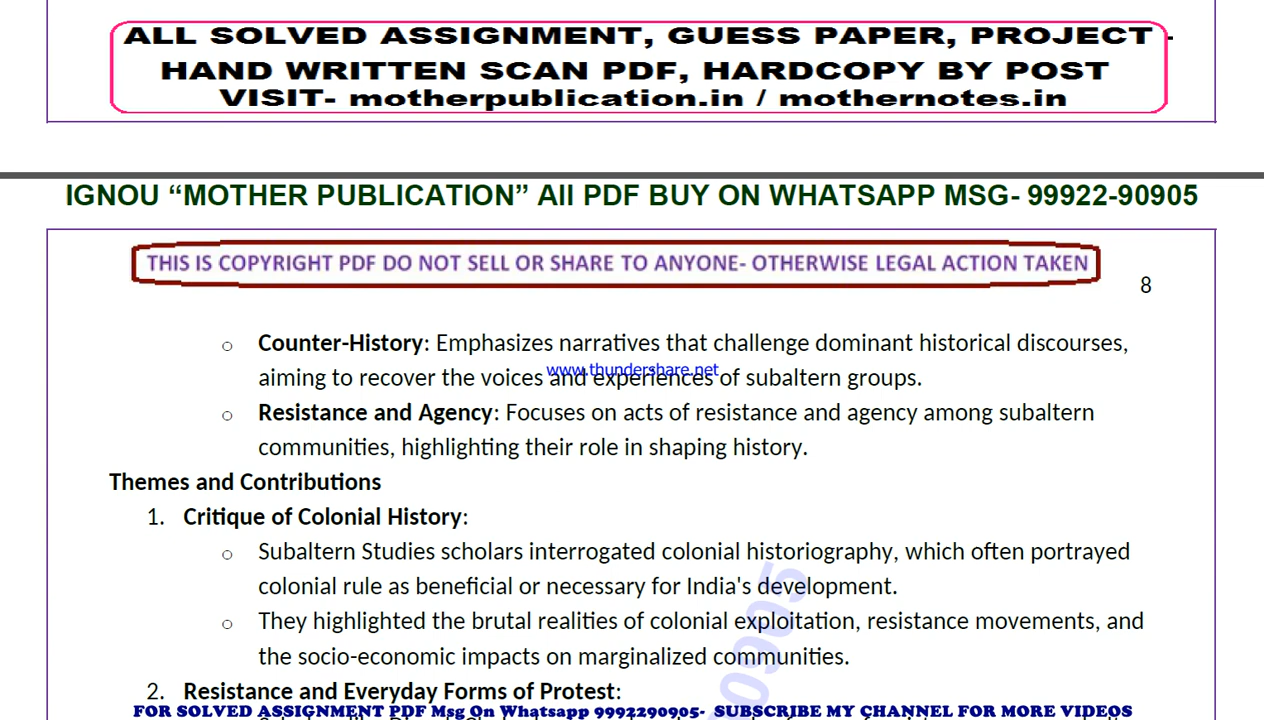 ALL SOLVED ASSIGNMENT, GUESS PAPER, PROJECT -
HAND WRITTEN SCAN PDF, HARDCOPY BY POST
VISIT- motherpublication.in / mothernotes.in
IGNOU “MOTHER PUBLICATION” All PDF BUY ON WHATSAPP MSG- 99922-90905
THIS IS COPYRIGHT PDF DO NOT SELL OR SHARE TO ANYONE- OTHERWISE LEGAL ACTION TAKEN
8
○ Counter-History: Emphasizes narratives that challenge dominant historical discourses,
www.thundershare.net
aiming to recover the voices and experiences of subaltern groups.
○ Resistance and Agency: Focuses on acts of resistance and agency among subaltern
communities, highlighting their role in shaping history.
Themes and Contributions
1. Critique of Colonial History:
○ Subaltern Studies scholars interrogated colonial historiography, which often portrayed
colonial rule as beneficial or necessary for India's development.
○ They highlighted the brutal realities of colonial exploitation, resistance movements, and
the socio-economic impacts on marginalized communities.
0905
2. Resistance and Everyday Forms of Protest:
FOR SOLVED ASSIGNMENT PDF Msg On Whatsapp 9992290905- SUBSCRIBE MY CHANNEL FOR MORE VIDEOS